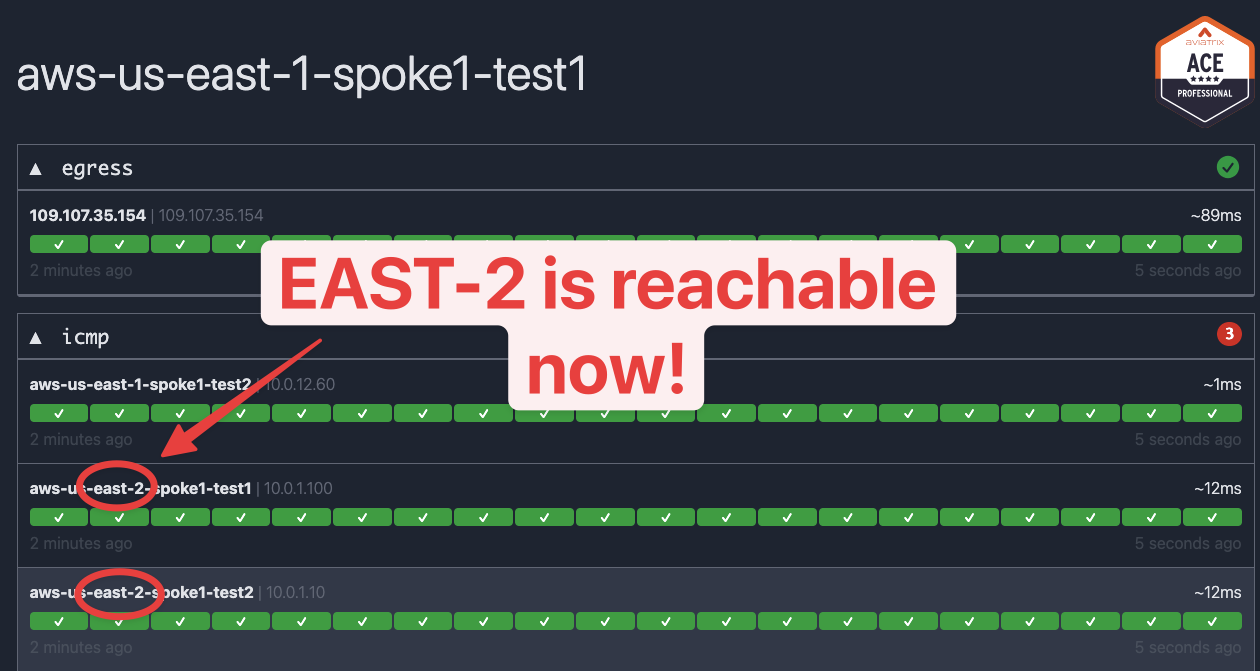 aws-us-east-1-spoke1-test1
aviatrix
ACE
PROFESSIONAL
▲ egress
109.107.35.154 | 109.107.35.154 ~89ms
2 minutes ago 5 seconds ago
EAST-2 is reachable
now!
▲ icmp 3
aws-us-east-1-spoke1-test2 | 10.0.12.60 ~1ms
2 minutes ago 5 seconds ago
aws-us-east-2-spoke1-test1 | 10.0.1.100 ~12ms
2 minutes ago 5 seconds ago
aws-us-east-2-spoke1-test2 | 10.0.1.10 ~12ms
2 minutes ago 5 seconds ago